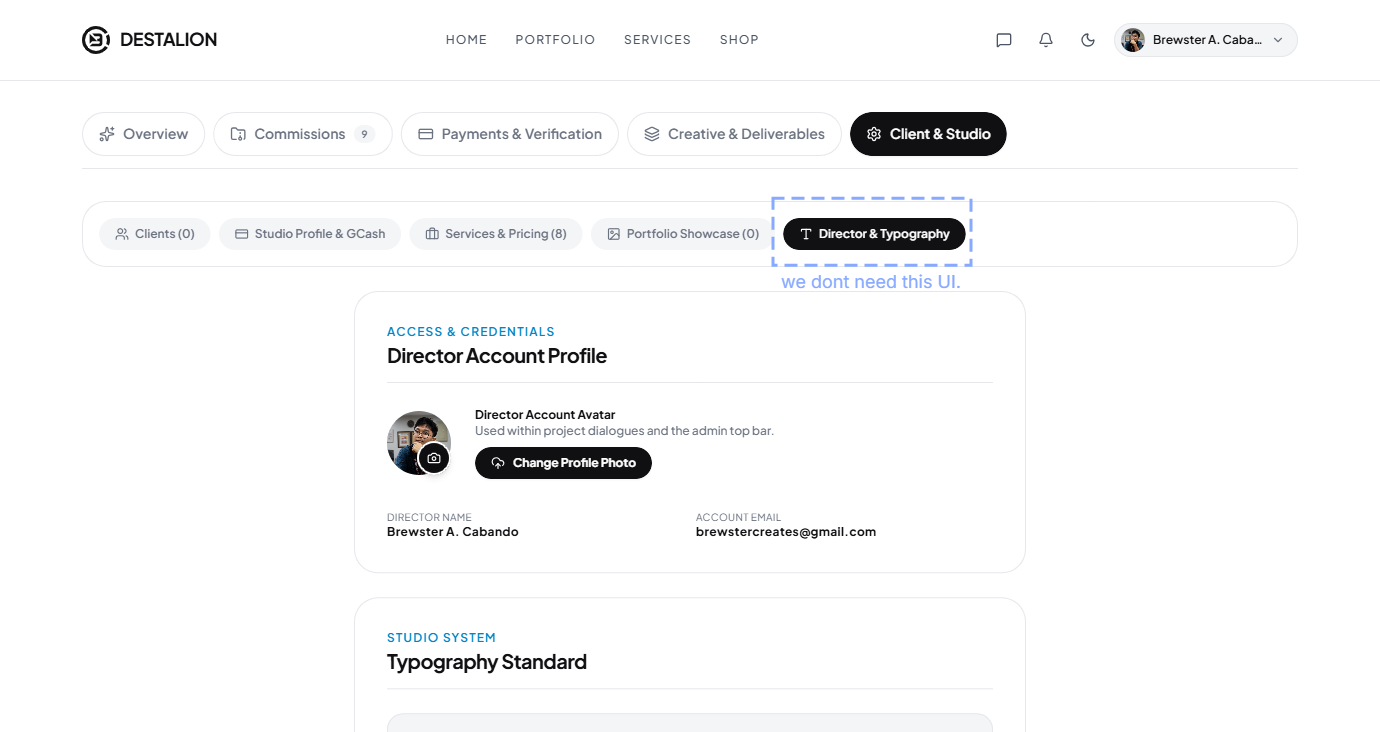 DESTALION
HOME PORTFOLIO SERVICES SHOP
Brewster A. Caba...
Overview
Commissions 9
Payments & Verification
Creative & Deliverables
Client & Studio
Clients (0)
Studio Profile & GCash
Services & Pricing (8)
Portfolio Showcase (0)
Director & Typography
we dont need this UI.
ACCESS & CREDENTIALS
Director Account Profile
Director Account Avatar
Used within project dialogues and the admin top bar.
Change Profile Photo
DIRECTOR NAME
Brewster A. Cabando
ACCOUNT EMAIL
brewstercreates@gmail.com
STUDIO SYSTEM
Typography Standard